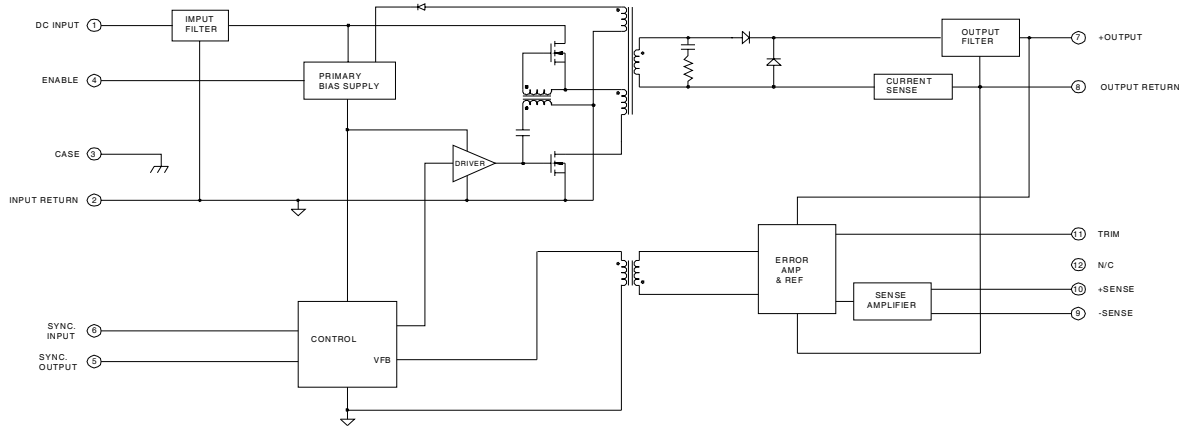 DC INPUT 1
IMPUT
FILTER
ENABLE 4
PRIMARY
BIAS SUPPLY
CASE 3
DRIVER
INPUT RETURN 2
OUTPUT
FILTER
7 +OUTPUT
CURRENT
SENSE
8 OUTPUT RETURN
ERROR
AMP
& REF
11 TRIM
12 N/C
SENSE
AMPLIFIER
10 +SENSE
9 -SENSE
SYNC.
INPUT 6
SYNC.
OUTPUT 5
CONTROL
VFB